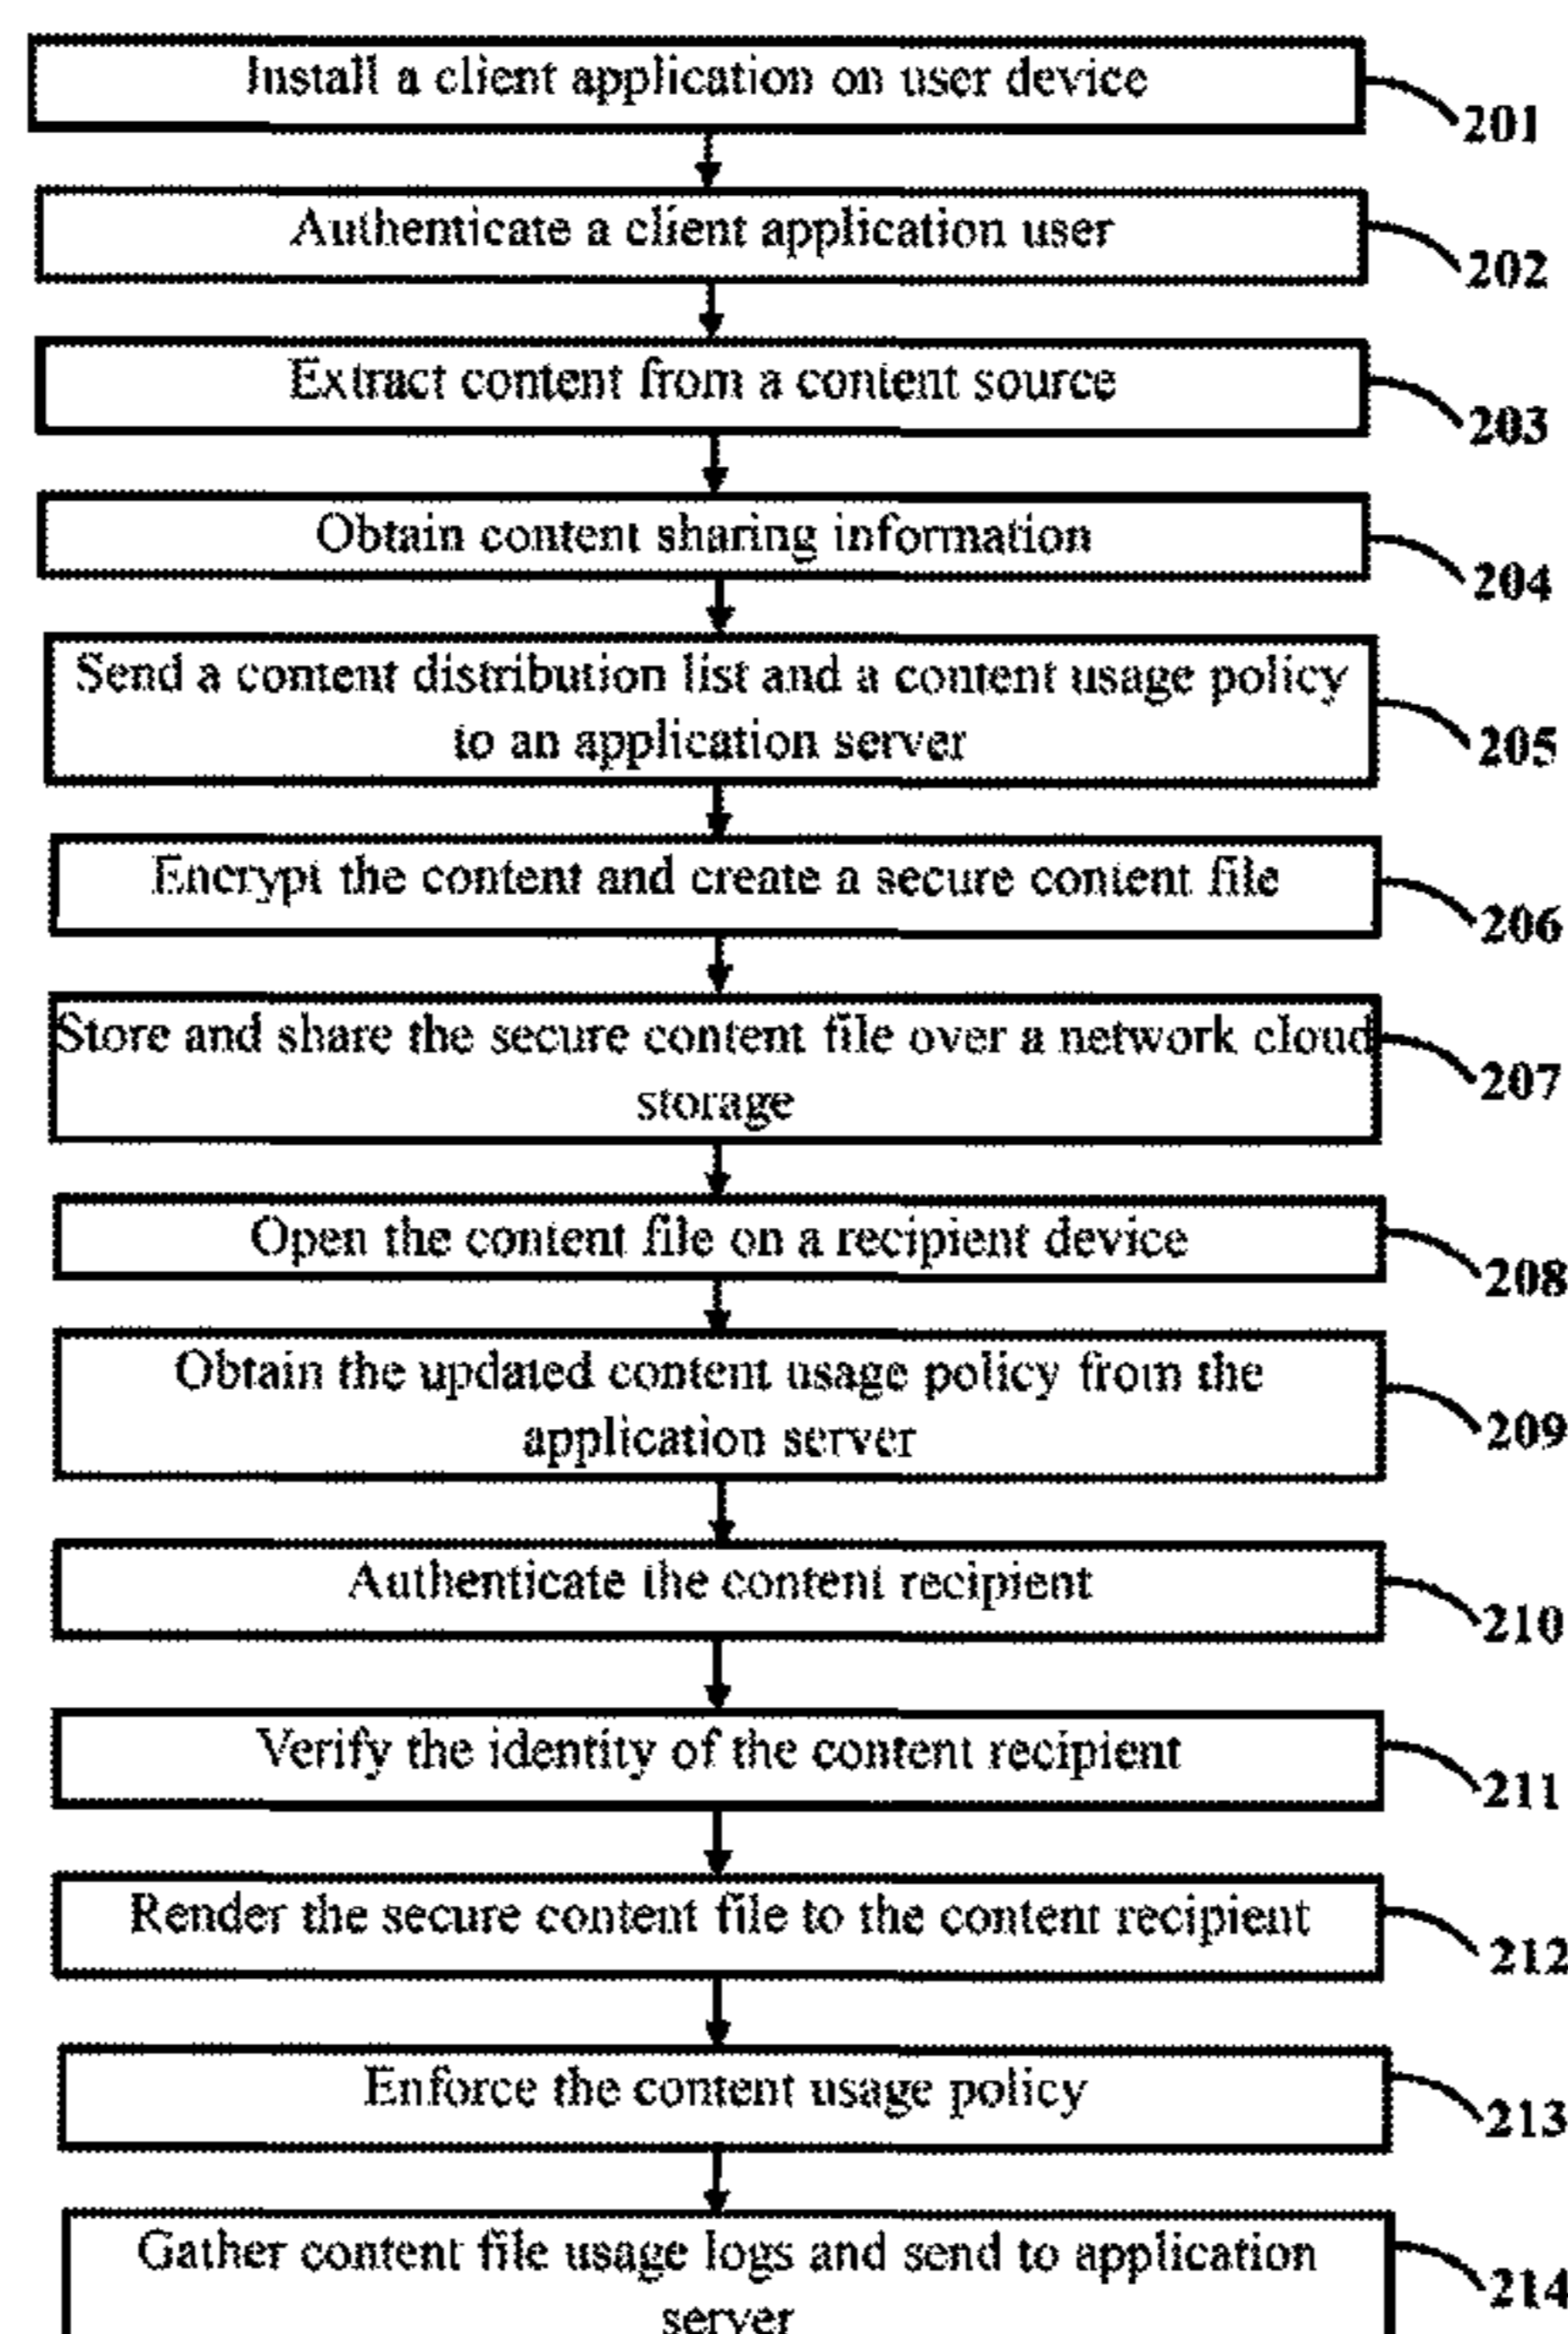 Install a client application on user device
201
Authenticate a client application user
202
Extract content from a content source
203
Obtain content sharing information
204
Send a content distribution list and a content usage policy
to an application server
205
Encrypt the content and create a secure content file
206
Store and share the secure content file over a network cloud
storage
207
Open the content file on a recipient device
208
Obtain the updated content usage policy from the
application server
209
Authenticate the content recipient
210
Verify the identity of the content recipient
211
Render the secure content file to the content recipient
212
Enforce the content usage policy
213
Gather content file usage logs and send to application
server
214